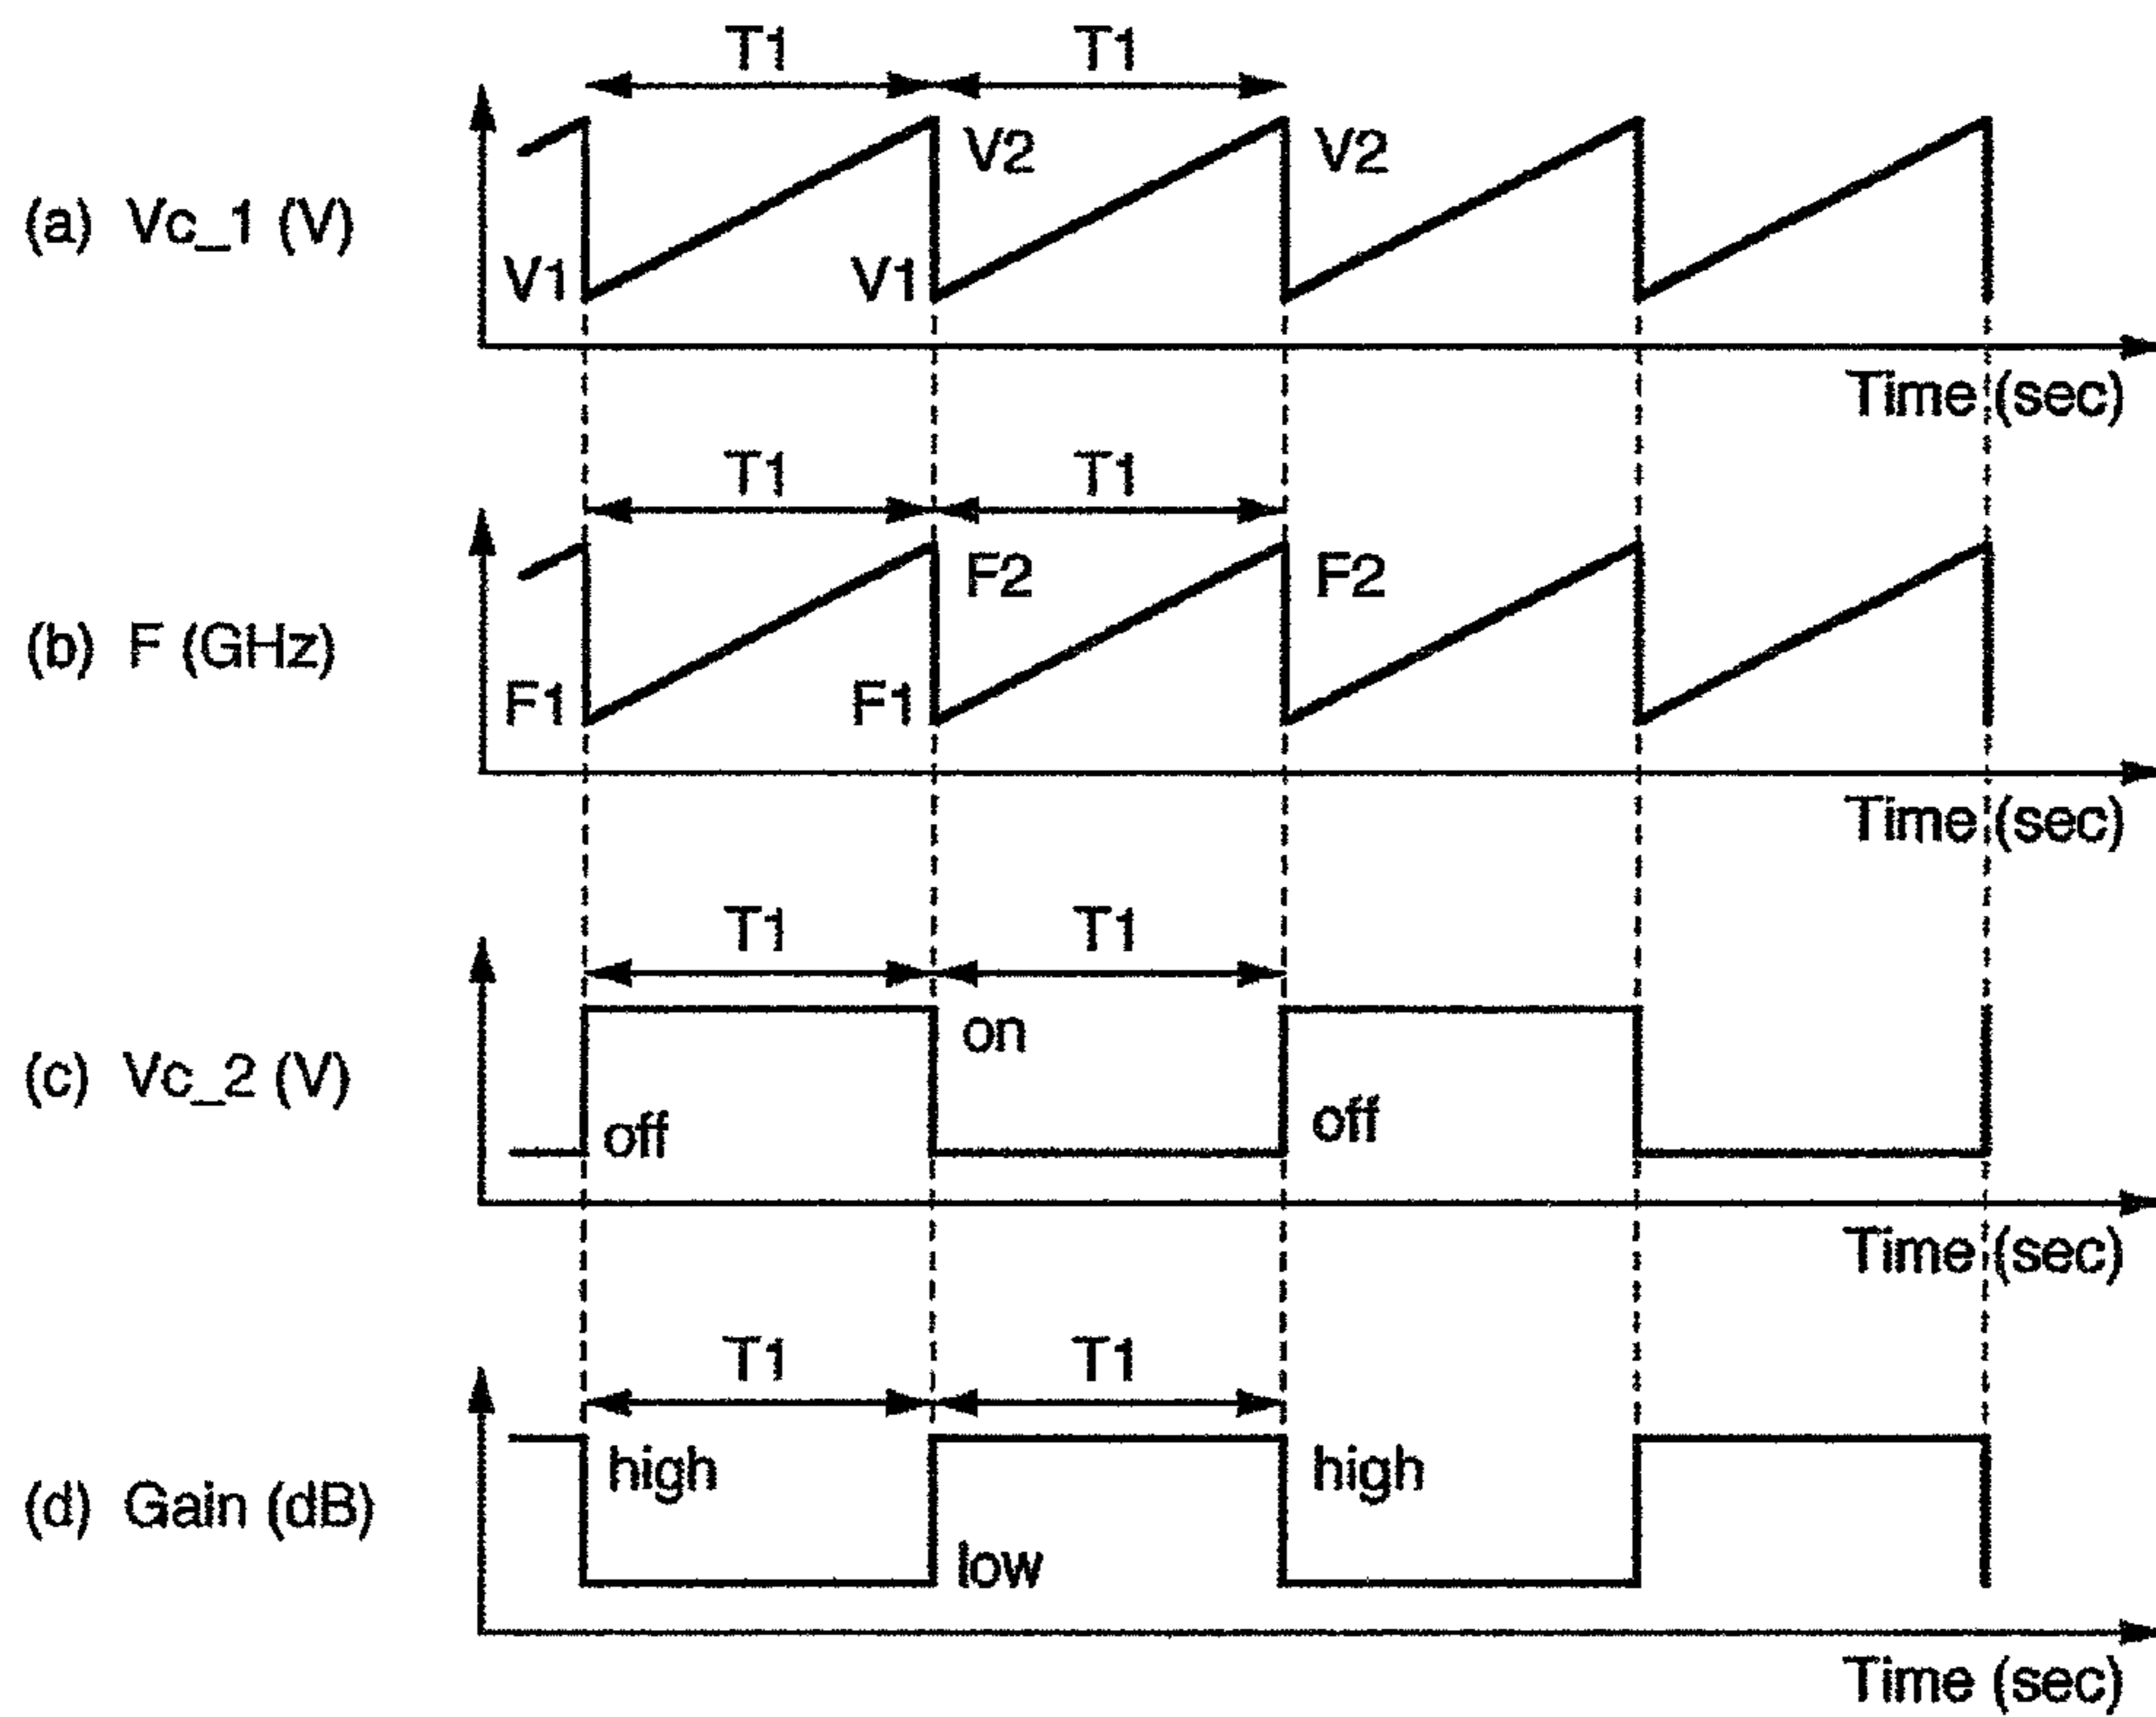 T1 T1
V2 V2
(a) Vc_1 (V)
V1 V1
Time (sec)
T1 T1
F2 F2
(b) F (GHz)
F1 F1
Time (sec)
T1 T1
on
(c) Vc_2 (V)
off off
Time (sec)
T1 T1
high high
(d) Gain (dB)
low
Time (sec)